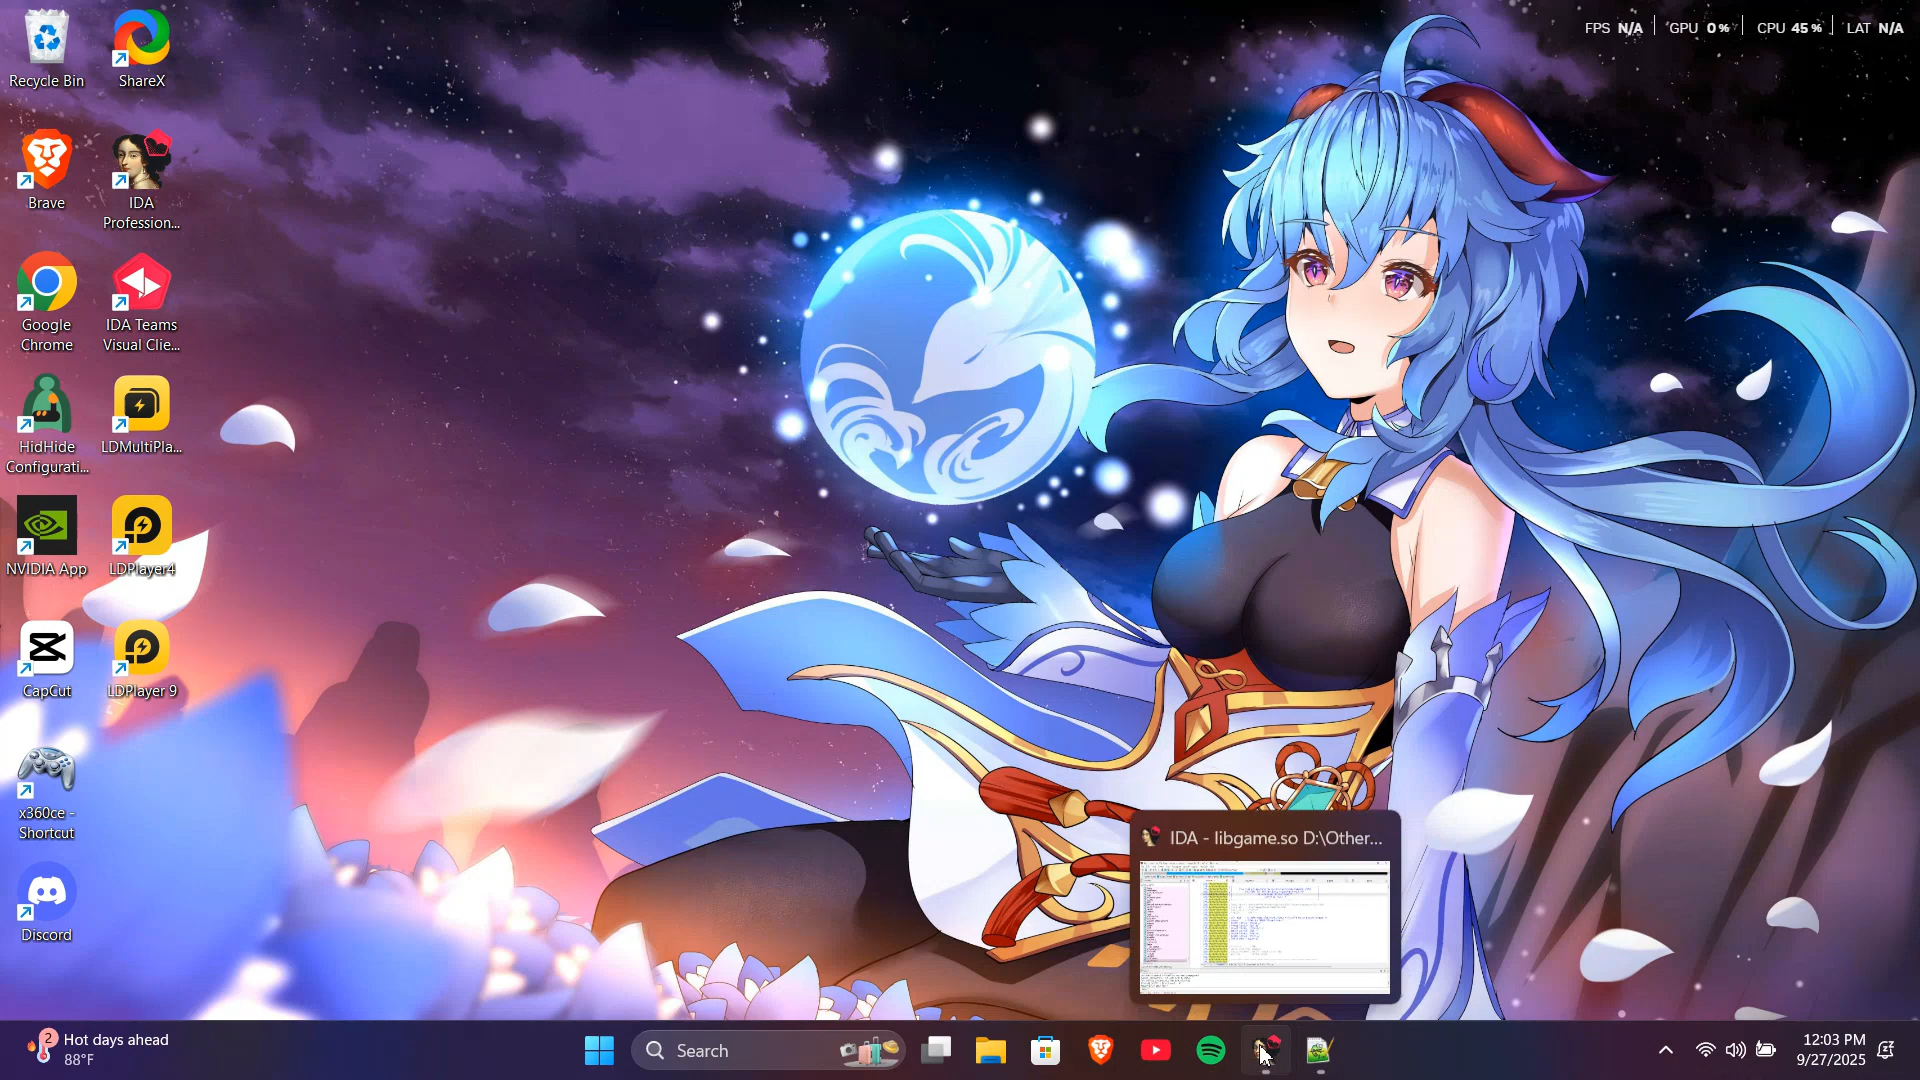 FPS N/A GPU 0% CPU 45% LAT N/A
Recycle Bin
ShareX
Brave
IDA
Profession...
Google
Chrome
IDA Teams
Visual Clie...
HidHide
Configurati...
LDMultiPla...
NVIDIA App
LDPlayer4
CapCut
LDPlayer 9
x360ce -
Shortcut
Discord
IDA - libgame.so D:\Other...
2
Hot days ahead
88°F
Search
12:03 PM
9/27/2025